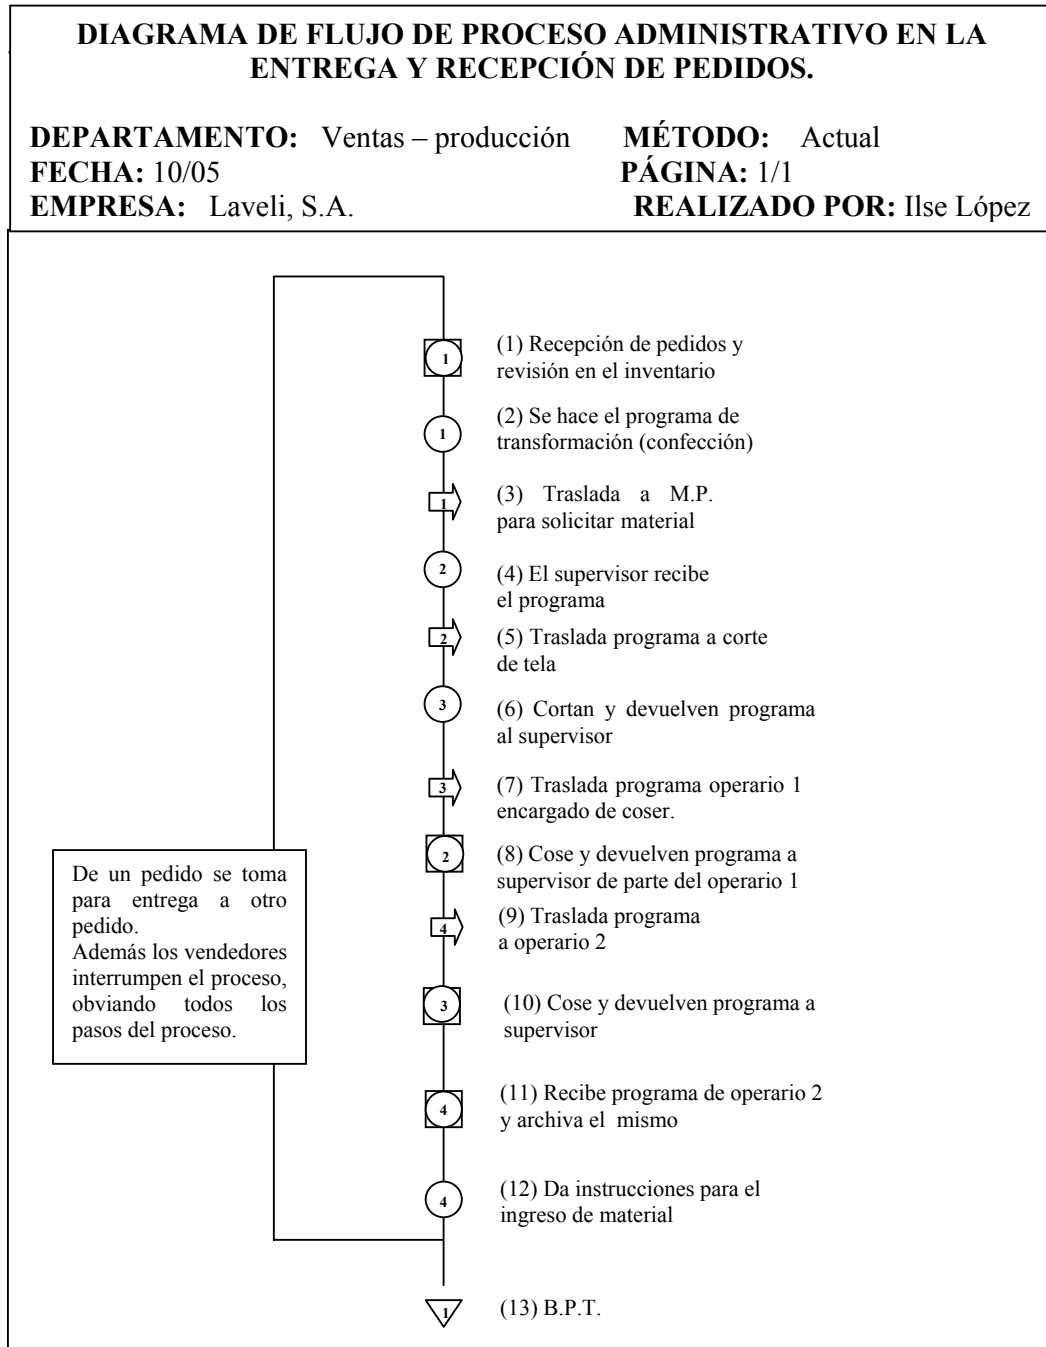 DIAGRAMA DE FLUJO DE PROCESO ADMINISTRATIVO EN LA
ENTREGA Y RECEPCIÓN DE PEDIDOS.
DEPARTAMENTO: Ventas – producción MÉTODO: Actual
FECHA: 10/05 PÁGINA: 1/1
EMPRESA: Laveli, S.A. REALIZADO POR: Ilse López
1
(1) Recepción de pedidos y
revisión en el inventario
1
(2) Se hace el programa de
transformación (confección)
1
(3) Traslada a M.P.
para solicitar material
2
(4) El supervisor recibe
el programa
2
(5) Traslada programa a corte
de tela
3
(6) Cortan y devuelven programa
al supervisor
3
(7) Traslada programa operario 1
encargado de coser.
2
(8) Cose y devuelven programa a
supervisor de parte del operario 1
4
(9) Traslada programa
a operario 2
De un pedido se toma
para entrega a otro
pedido.
Además los vendedores
interrumpen el proceso,
obviando todos los
pasos del proceso.
3
(10) Cose y devuelven programa a
supervisor
4
(11) Recibe programa de operario 2
y archiva el mismo
4
(12) Da instrucciones para el
ingreso de material
1
(13) B.P.T.